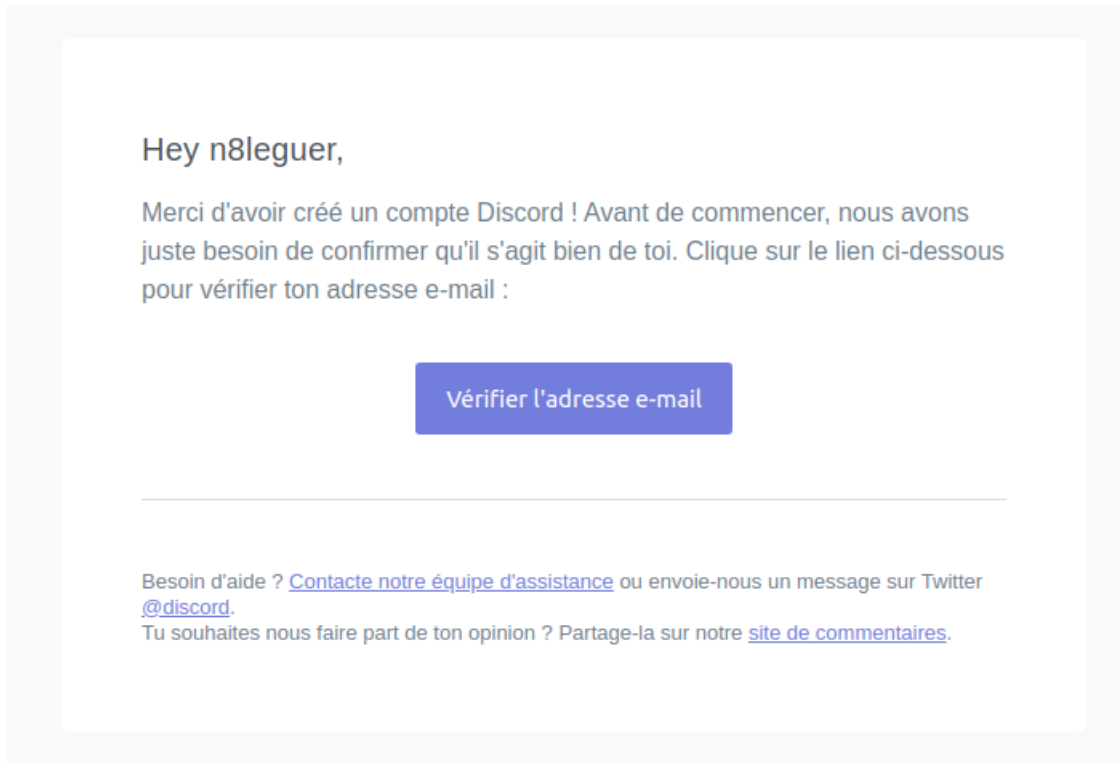 Hey n8leguer,
Merci d'avoir créé un compte Discord ! Avant de commencer, nous avons
juste besoin de confirmer qu'il s'agit bien de toi. Clique sur le lien ci-dessous
pour vérifier ton adresse e-mail :
Vérifier l'adresse e-mail
Besoin d'aide ? Contacte notre équipe d'assistance ou envoie-nous un message sur Twitter
@discord.
Tu souhaites nous faire part de ton opinion ? Partage-la sur notre site de commentaires.